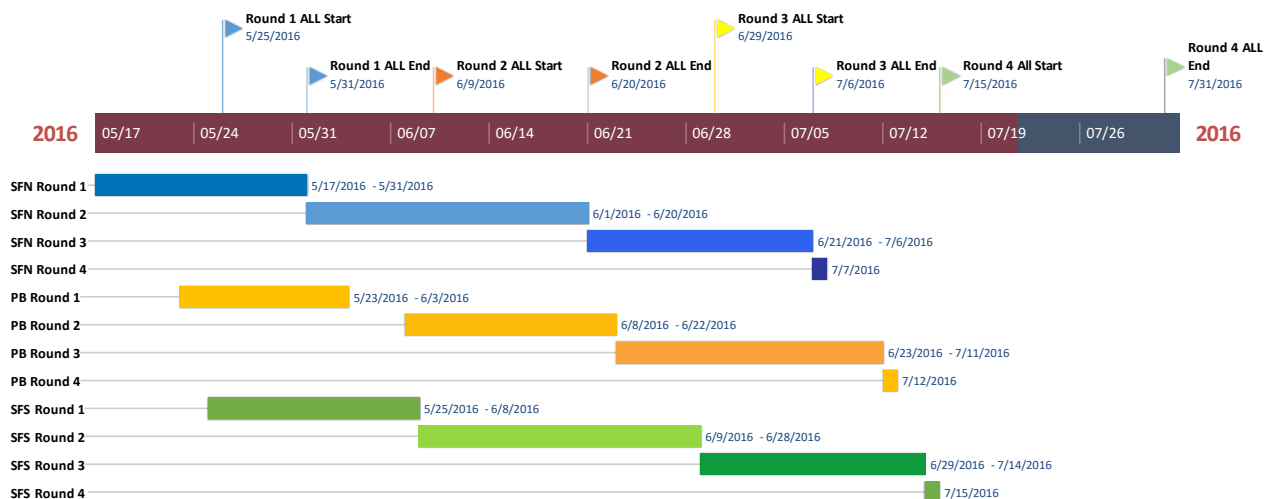 Round 1 ALL Start
5/25/2016
Round 3 ALL Start
6/29/2016
Round 1 ALL End
5/31/2016
Round 2 ALL Start
6/9/2016
Round 2 ALL End
6/20/2016
Round 3 ALL End
7/6/2016
Round 4 All Start
7/15/2016
Round 4 ALL
End
7/31/2016
2016 05/17 05/24 05/31 06/07 06/14 06/21 06/28 07/05 07/12 07/19 07/26 2016
SFN Round 1 5/17/2016 - 5/31/2016
SFN Round 2 6/1/2016 - 6/20/2016
SFN Round 3 6/21/2016 - 7/6/2016
SFN Round 4 7/7/2016
PB Round 1 5/23/2016 - 6/3/2016
PB Round 2 6/8/2016 - 6/22/2016
PB Round 3 6/23/2016 - 7/11/2016
PB Round 4 7/12/2016
SFS Round 1 5/25/2016 - 6/8/2016
SFS Round 2 6/9/2016 - 6/28/2016
SFS Round 3 6/29/2016 - 7/14/2016
SFS Round 4 7/15/2016